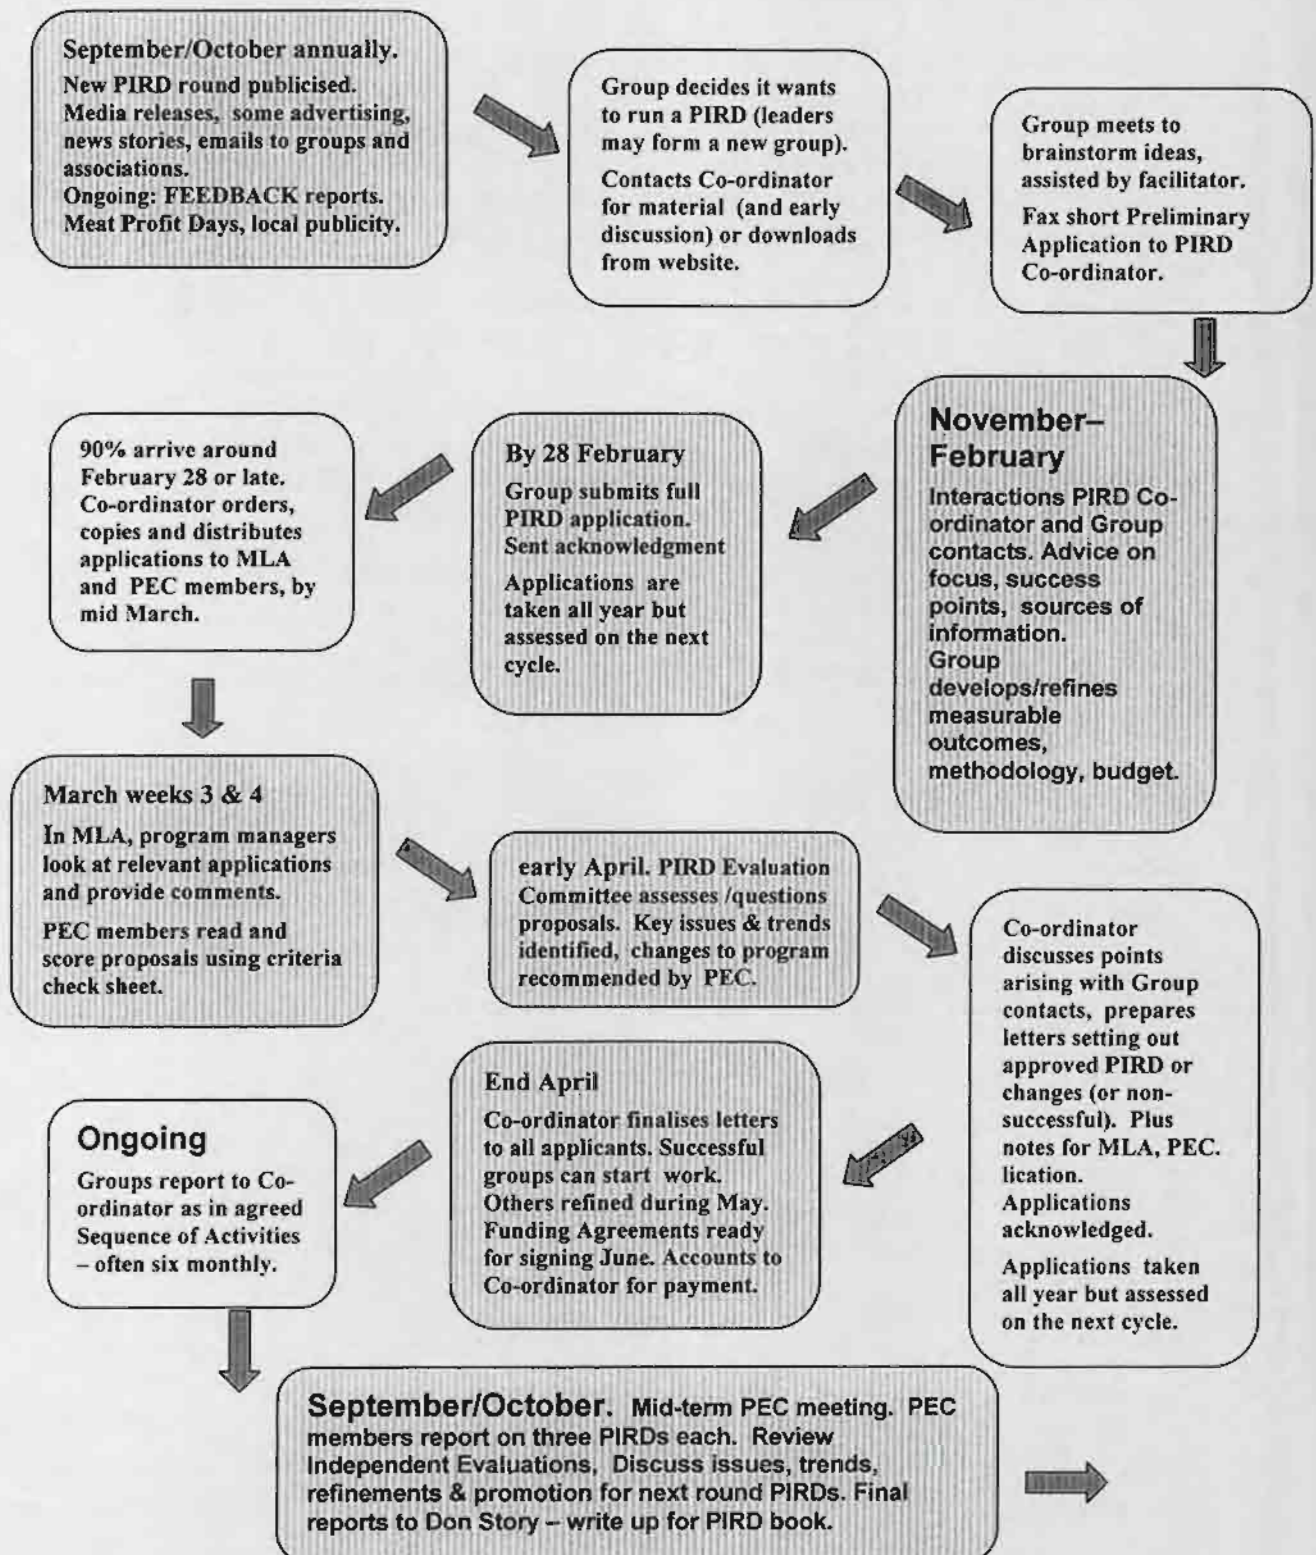 September/October annually.
New PIRD round publicised.
Media releases, some advertising,
news stories, emails to groups and
associations.
Ongoing: FEEDBACK reports.
Meat Profit Days, local publicity.
Group decides it wants
to run a PIRD (leaders
may form a new group).
Contacts Co-ordinator
for material (and early
discussion) or downloads
from website.
Group meets to
brainstorm ideas,
assisted by facilitator.
Fax short Preliminary
Application to PIRD
Co-ordinator.
November–
February
Interactions PIRD Co-
ordinator and Group
contacts. Advice on
focus, success
points, sources of
information.
Group
develops/refines
measurable
outcomes,
methodology, budget.
By 28 February
Group submits full
PIRD application.
Sent acknowledgment
Applications are
taken all year but
assessed on the next
cycle.
90% arrive around
February 28 or late.
Co-ordinator orders,
copies and distributes
applications to MLA
and PEC members, by
mid March.
March weeks 3 & 4
In MLA, program managers
look at relevant applications
and provide comments.
PEC members read and
score proposals using criteria
check sheet.
early April. PIRD Evaluation
Committee assesses /questions
proposals. Key issues & trends
identified, changes to program
recommended by PEC.
Co-ordinator
discusses points
arising with Group
contacts, prepares
letters setting out
approved PIRD or
changes (or non-
successful). Plus
notes for MLA, PEC.
lication.
Applications
acknowledged.
Applications taken
all year but assessed
on the next cycle.
End April
Co-ordinator finalises letters
to all applicants. Successful
groups can start work.
Others refined during May.
Funding Agreements ready
for signing June. Accounts to
Co-ordinator for payment.
Ongoing
Groups report to Co-
ordinator as in agreed
Sequence of Activities
– often six monthly.
September/October. Mid-term PEC meeting. PEC
members report on three PIRDs each. Review
Independent Evaluations, Discuss issues, trends,
refinements & promotion for next round PIRDs. Final
reports to Don Story – write up for PIRD book.